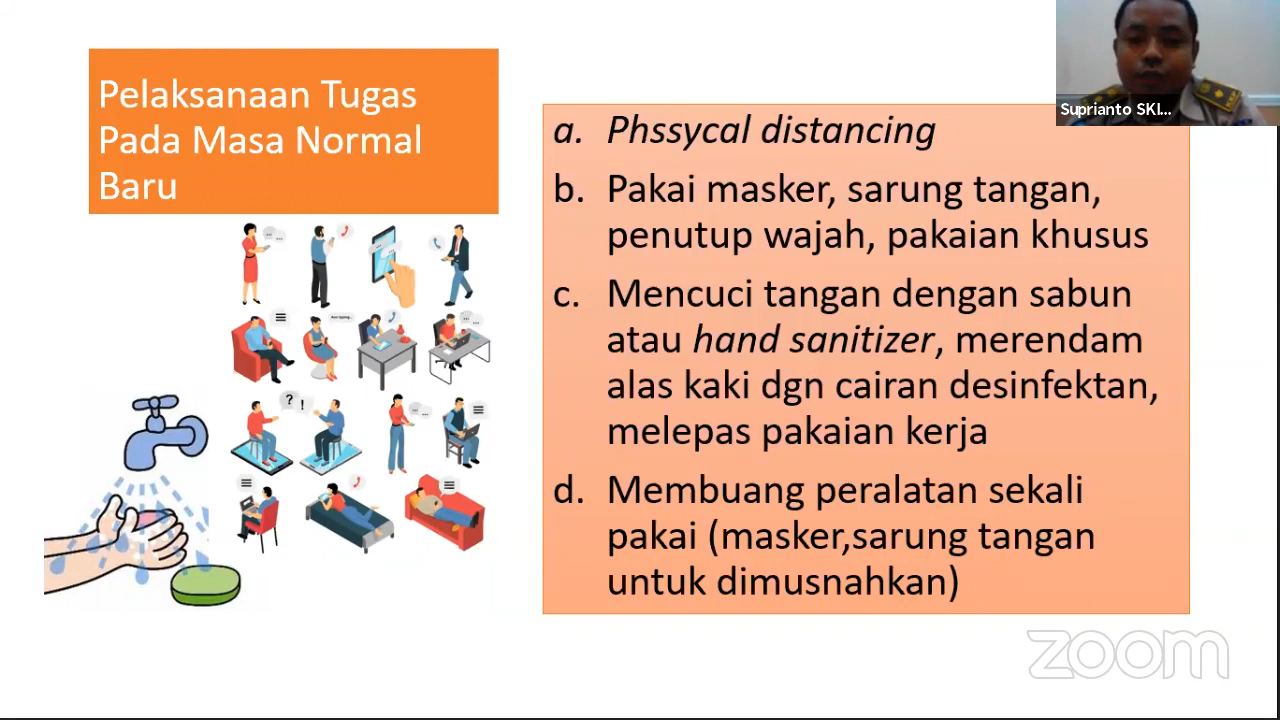 Pelaksanaan Tugas
Pada Masa Normal
Baru
a. Phssycal distancing
b. Pakai masker, sarung tangan,
penutup wajah, pakaian khusus
c. Mencuci tangan dengan sabun
atau hand sanitizer, merendam
alas kaki dgn cairan desinfektan,
melepas pakaian kerja
d. Membuang peralatan sekali
pakai (masker,sarung tangan
untuk dimusnahkan)
Suprianto SKI...
? !
zoom